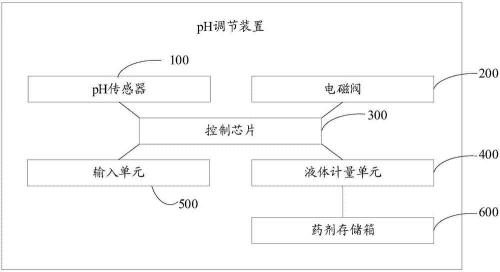 pH调节装置
100
pH传感器
电磁阀
200
控制芯片
300
输入单元
液体计量单元
400
500
药剂存储箱
600